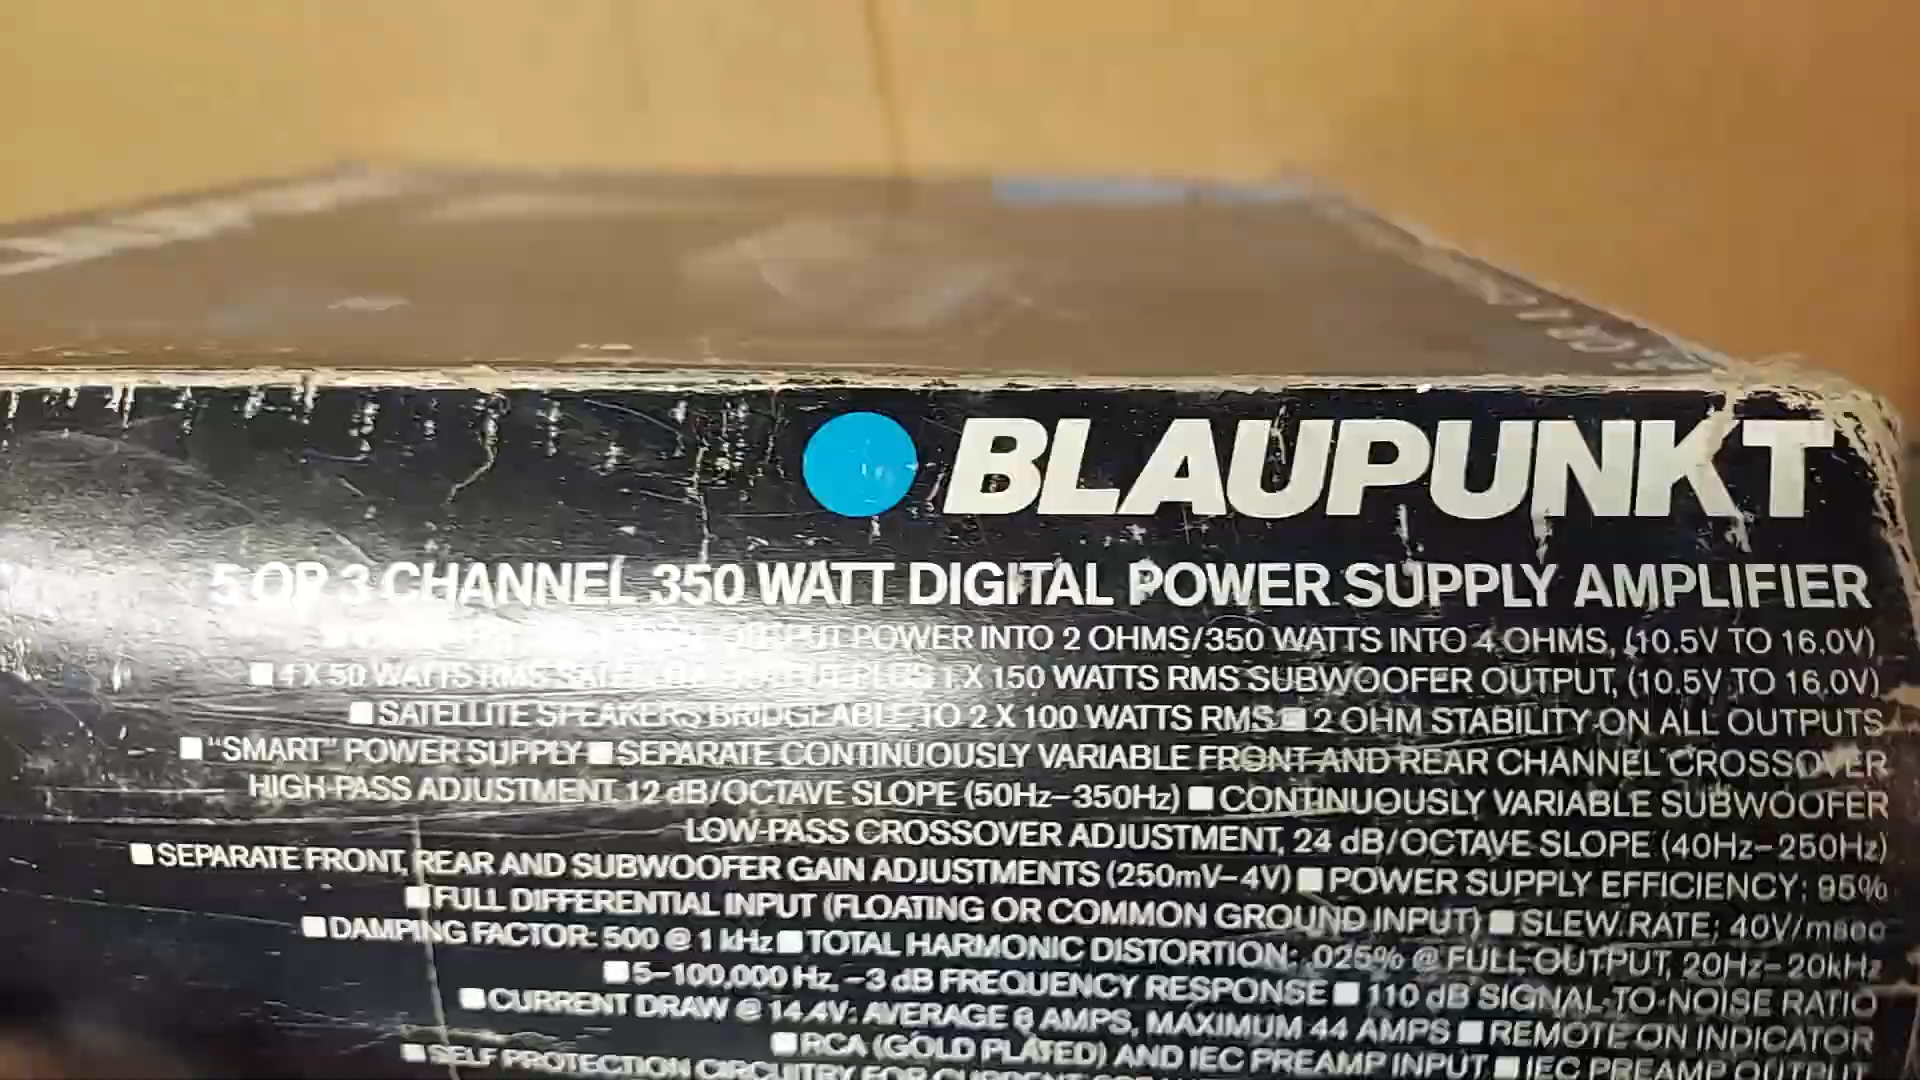 BLAUPUNKT
5 OR 3 CHANNEL 350 WATT DIGITAL POWER SUPPLY AMPLIFIER
OUTPUT POWER INTO 2 OHMS/350 WATTS INTO 4 OHMS, (10.5V TO 16.0V)
■ 4 X 50 WATTS RMS SATELLITE OUTPUT PLUS 1 X 150 WATTS RMS SUBWOOFER OUTPUT, (10.5V TO 16.0V)
■ SATELLITE SPEAKERS BRIDGEABLE TO 2 X 100 WATTS RMS ■ 2 OHM STABILITY ON ALL OUTPUTS
■ "SMART" POWER SUPPLY ■ SEPARATE CONTINUOUSLY VARIABLE FRONT AND REAR CHANNEL CROSSOVER
HIGH-PASS ADJUSTMENT, 12 dB/OCTAVE SLOPE (50Hz–350Hz) ■ CONTINUOUSLY VARIABLE SUBWOOFER
LOW-PASS CROSSOVER ADJUSTMENT, 24 dB/OCTAVE SLOPE (40Hz–250Hz)
■ SEPARATE FRONT, REAR AND SUBWOOFER GAIN ADJUSTMENTS (250mV–4V) ■ POWER SUPPLY EFFICIENCY: 95%
■ FULL DIFFERENTIAL INPUT (FLOATING OR COMMON GROUND INPUT) ■ SLEW RATE: 40V/msec
■ DAMPING FACTOR: 500 @ 1 kHz ■ TOTAL HARMONIC DISTORTION: .025% @ FULL OUTPUT, 20Hz–20kHz
■ 5–100,000 Hz, –3 dB FREQUENCY RESPONSE ■ 110 dB SIGNAL-TO-NOISE RATIO
■ CURRENT DRAW @ 14.4V: AVERAGE 6 AMPS, MAXIMUM 44 AMPS ■ REMOTE ON INDICATOR
■ RCA (GOLD PLATED) AND IEC PREAMP INPUT ■ IEC PREAMP OUTPUT
■ SELF PROTECTION CIRCUITRY FOR CURRENT